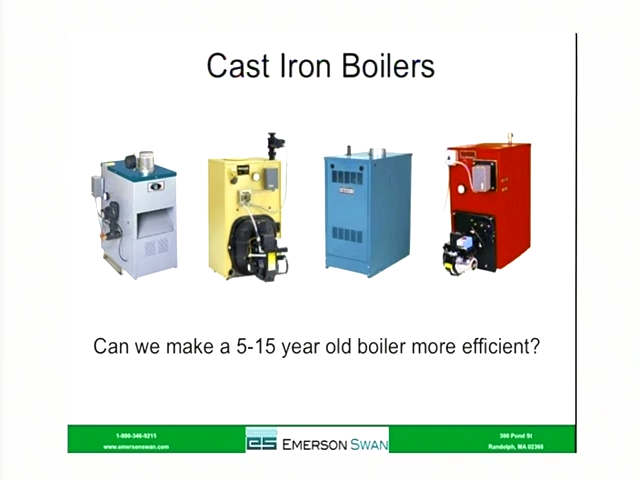 Cast Iron Boilers
Can we make a 5-15 year old boiler more efficient?
1-800-346-9215
www.emersonswan.com
ES EMERSON SWAN
300 Pond St
Randolph, MA 02368